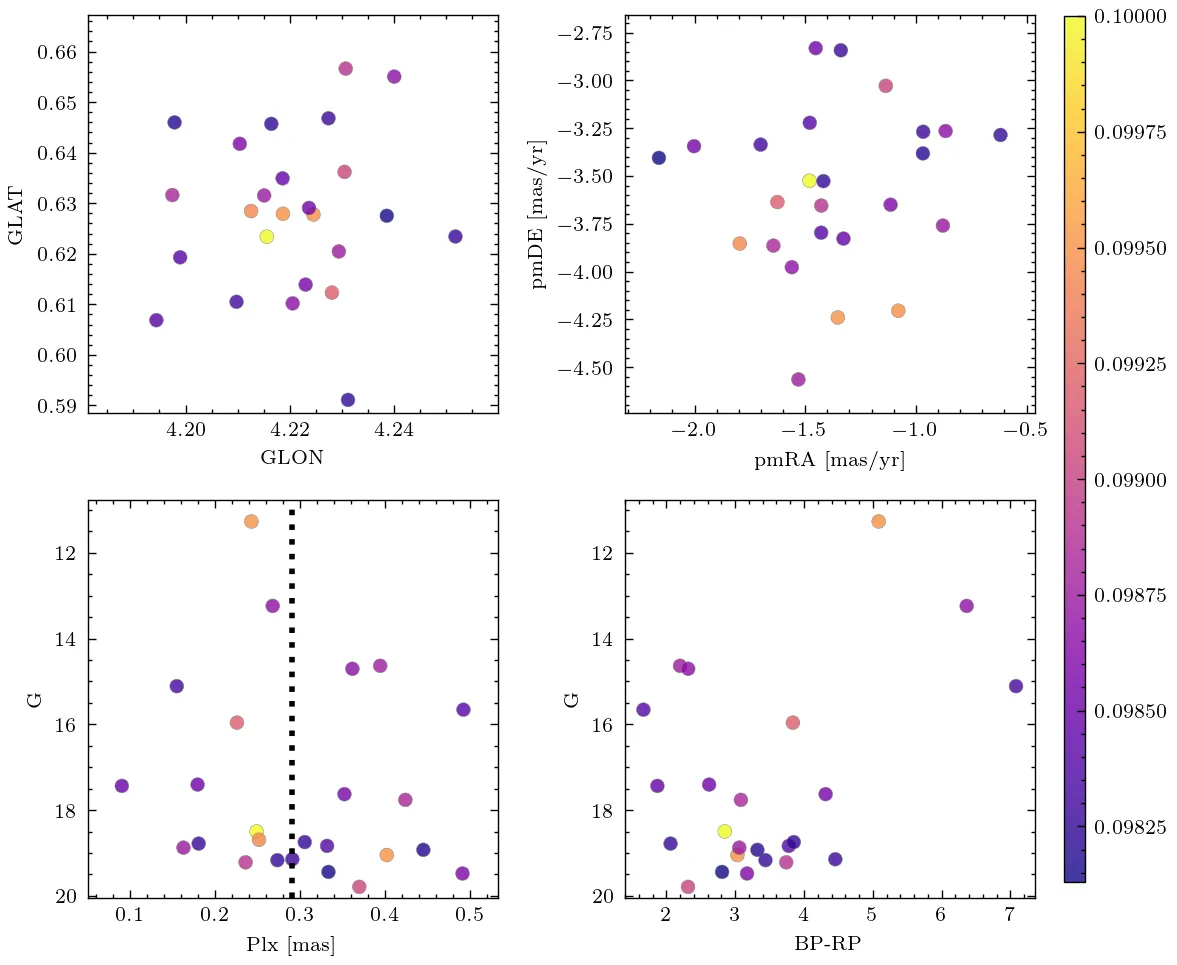 0.66
0.65
0.64
0.63
0.62
0.61
0.60
0.59
GLAT
4.20 4.22 4.24
GLON
−2.75
−3.00
−3.25
−3.50
−3.75
−4.00
−4.25
−4.50
pmDE [mas/yr]
−2.0 −1.5 −1.0 −0.5
pmRA [mas/yr]
12
14
16
18
20
G
0.1 0.2 0.3 0.4 0.5
Plx [mas]
12
14
16
18
20
G
2 3 4 5 6 7
BP-RP
0.10000
0.09975
0.09950
0.09925
0.09900
0.09875
0.09850
0.09825